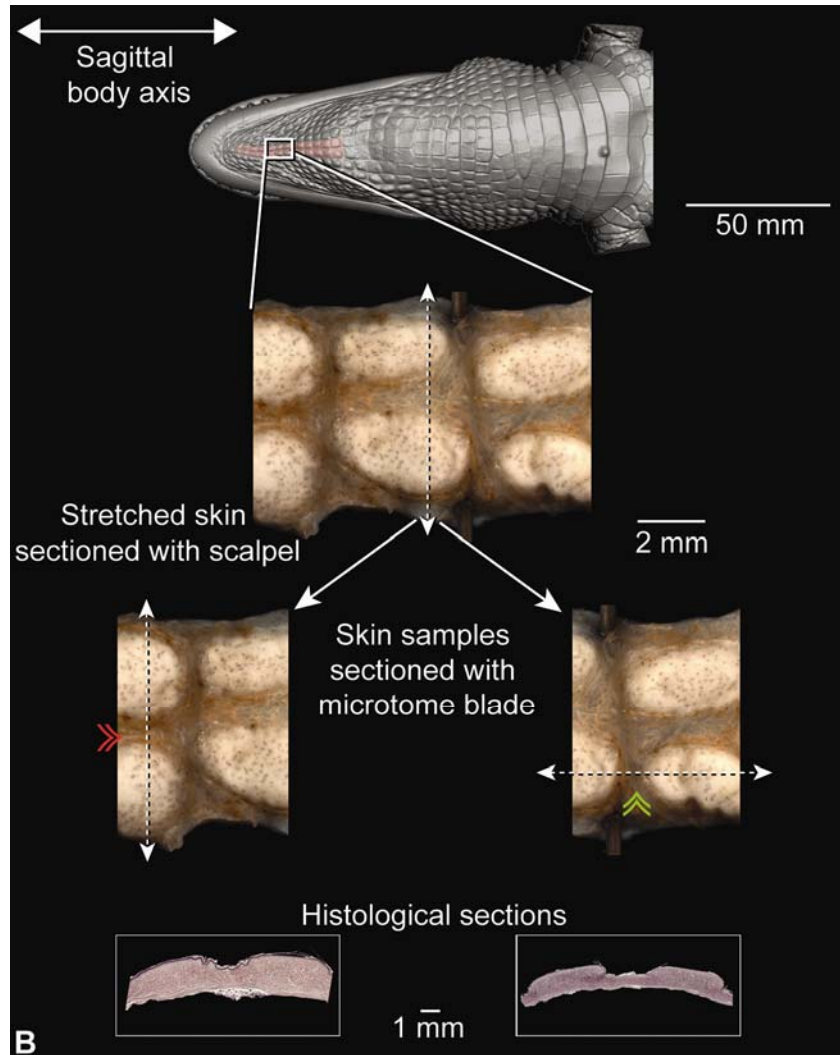 Sagittal
body axis
50 mm
Stretched skin
sectioned with scalpel
2 mm
Skin samples
sectioned with
microtome blade
Histological sections
1 mm
B